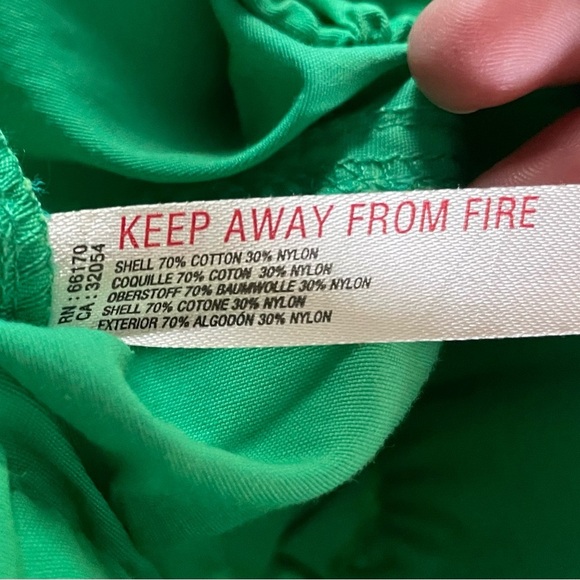 KEEP AWAY FROM FIRE
SHELL 70% COTTON 30% NYLON
COQUILLE 70% COTON 30% NYLON
OBERSTOFF 70% BAUMWOLLE 30% NYLON
SHELL 70% COTONE 30% NYLON
EXTERIOR 70% ALGODÓN 30% NYLON
RN : 66170
CA : 32054